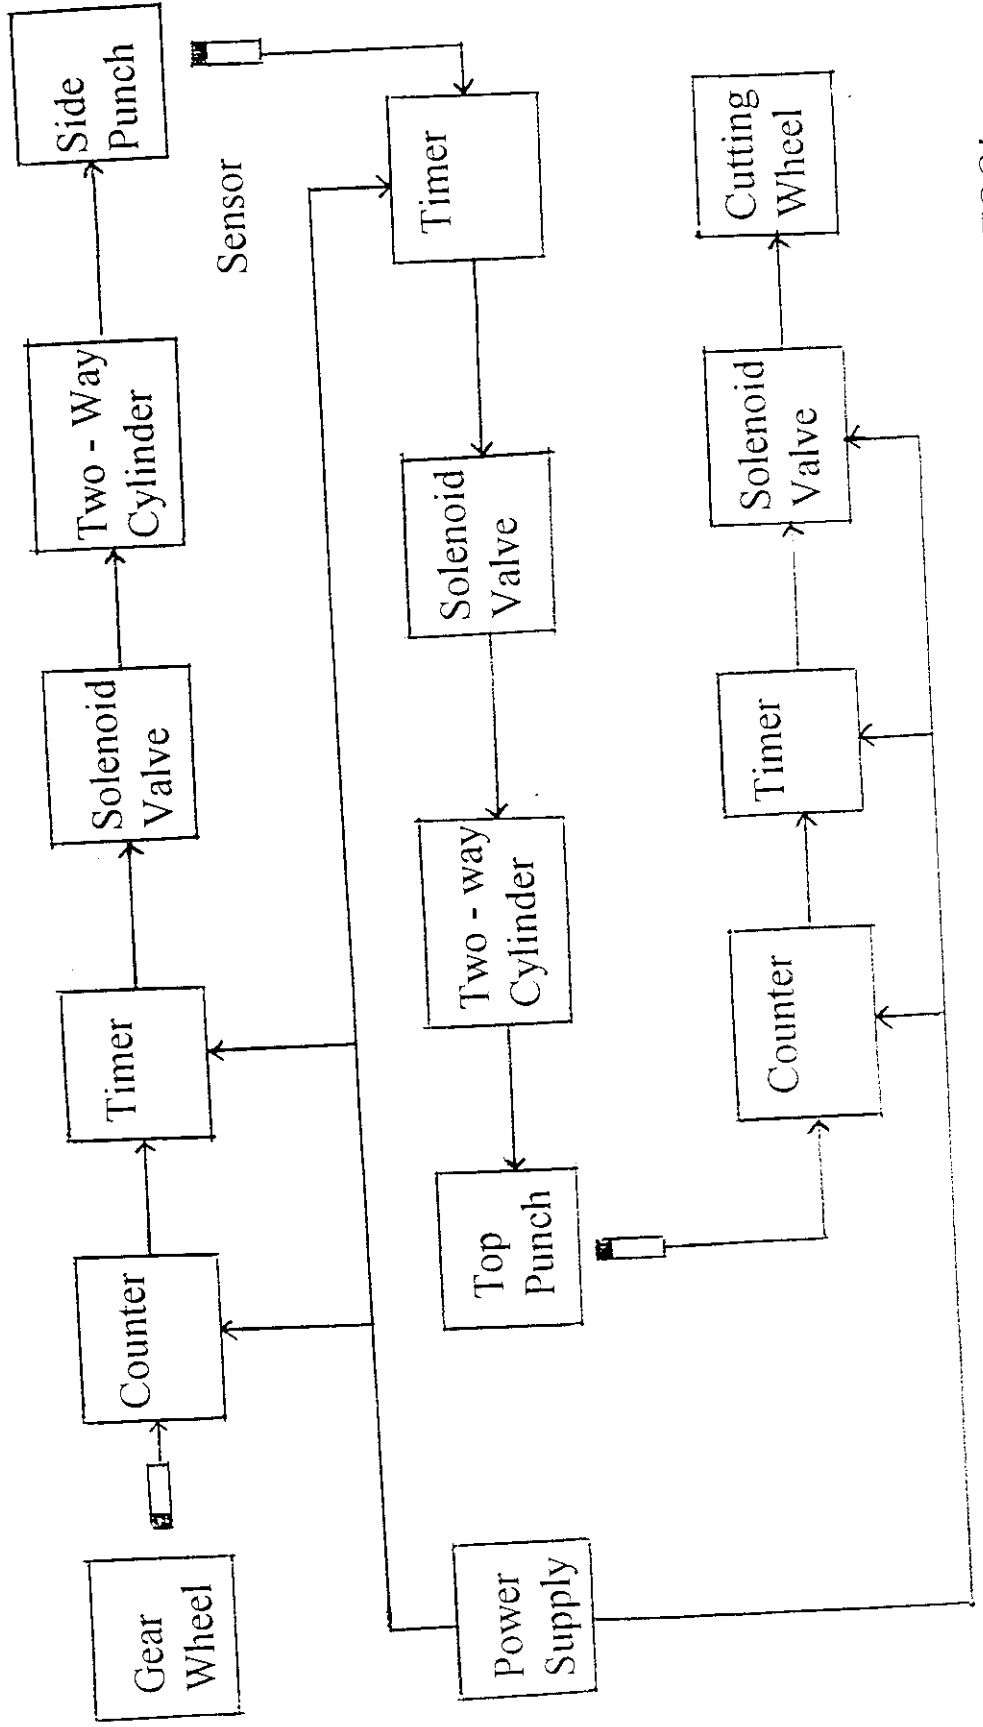 Gear
Wheel
Counter
Timer
Solenoid
Valve
Two - Way
Cylinder
Side
Punch
Sensor
Power
Supply
Top
Punch
Two - way
Cylinder
Solenoid
Valve
Timer
Counter
Timer
Solenoid
Valve
Cutting
Wheel